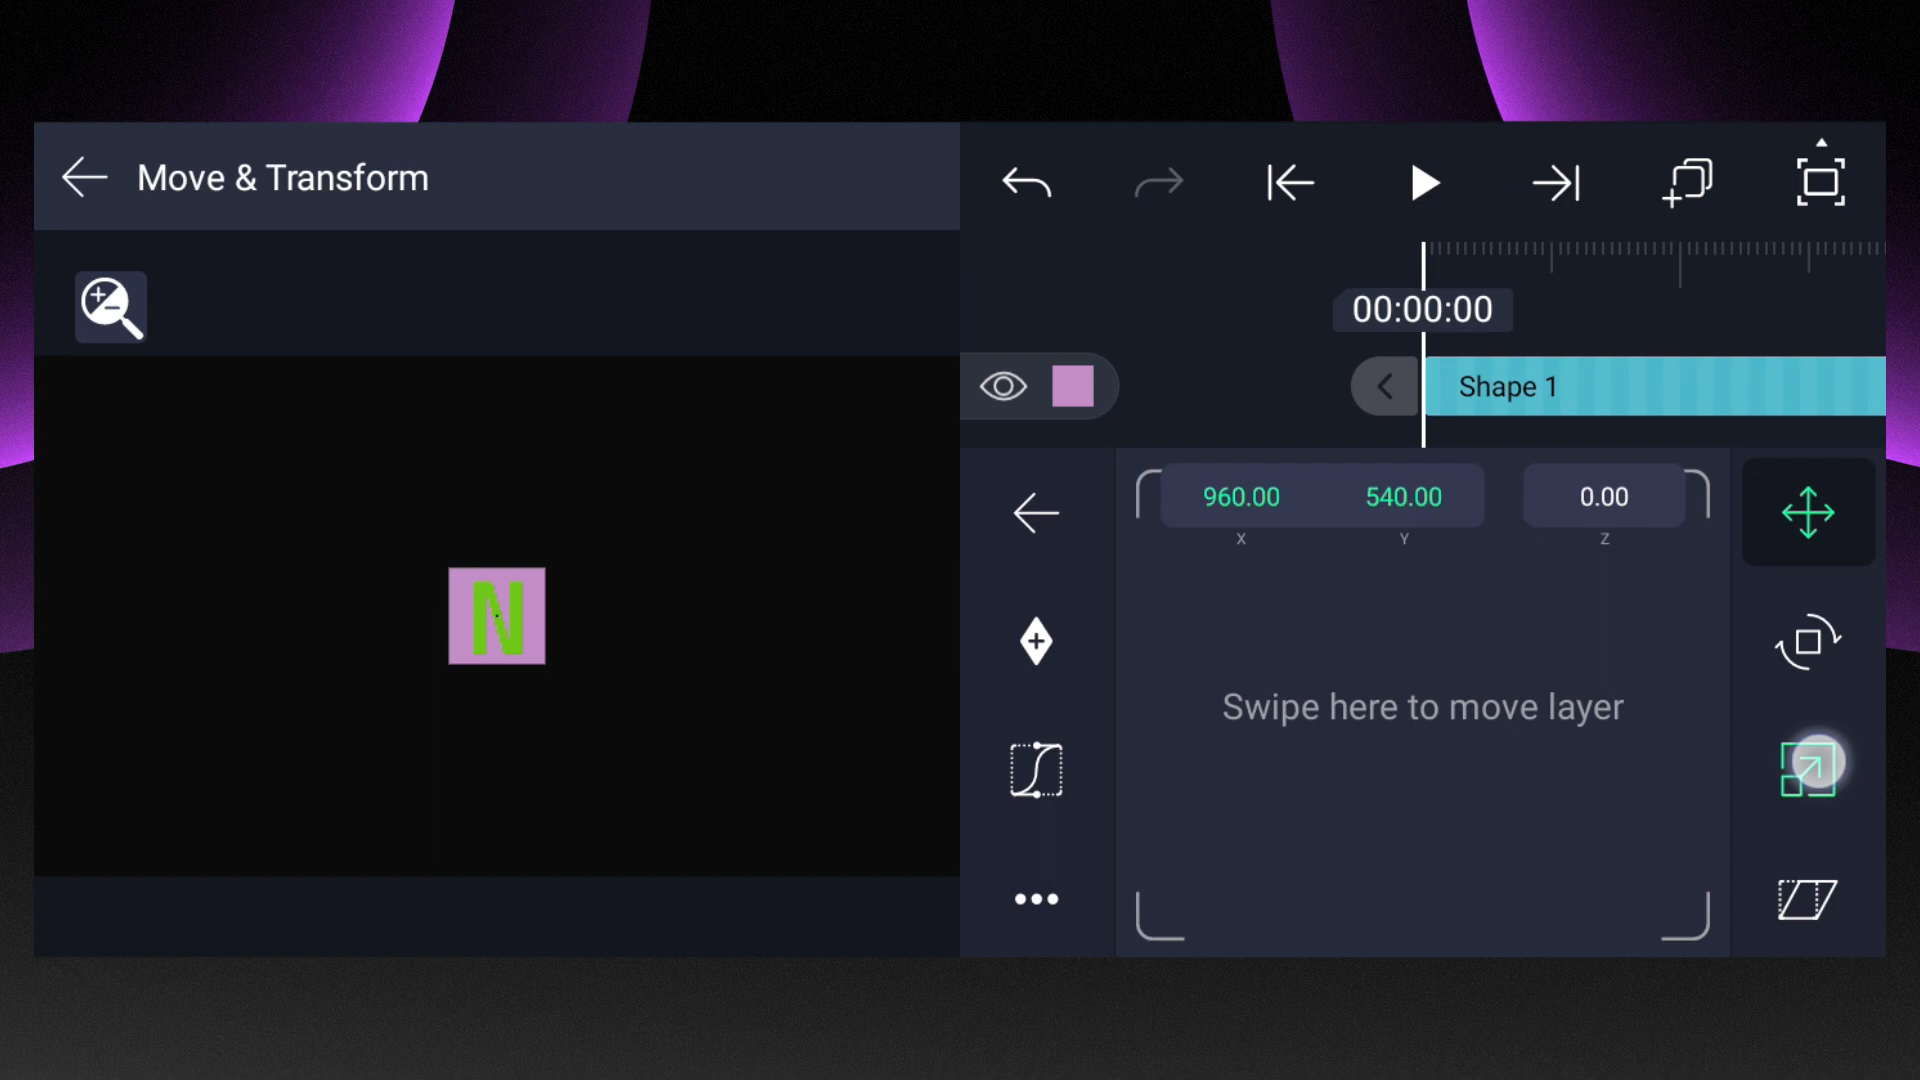 Move & Transform
00:00:00
Shape 1
960.00 540.00 0.00
X Y Z
N
Swipe here to move layer